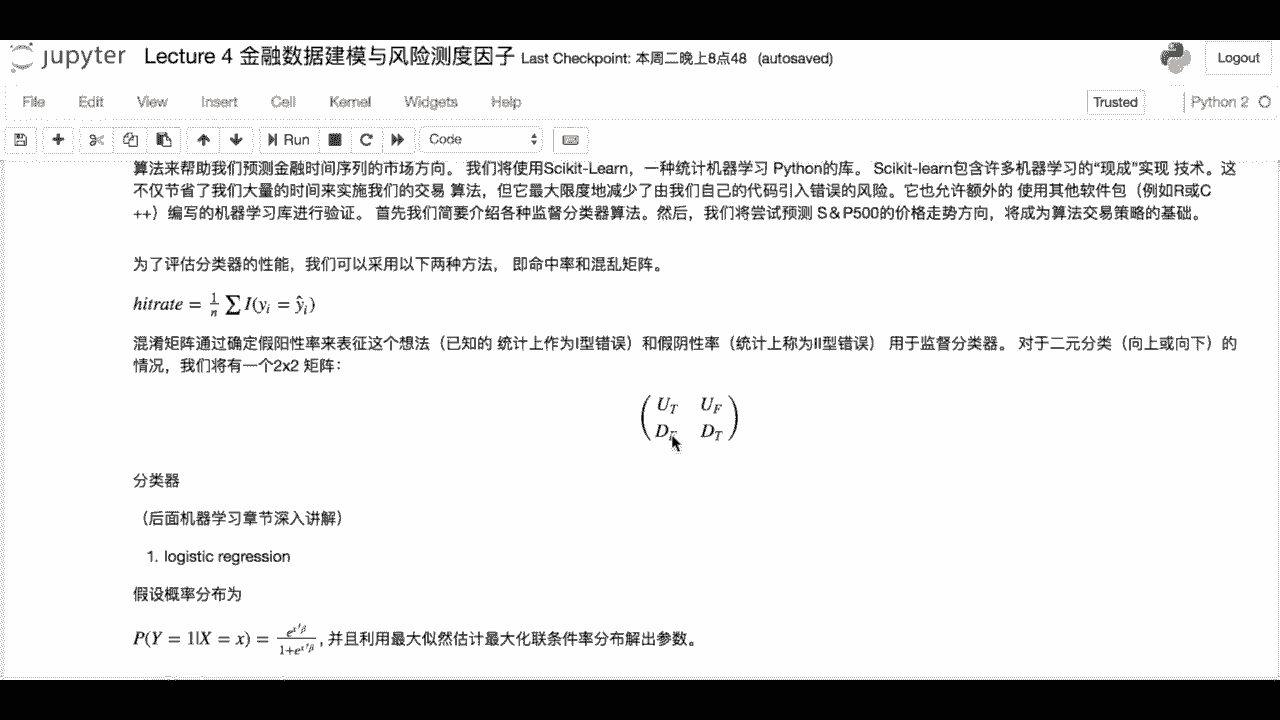 jupyter Lecture 4 金融数据建模与风险测度因子 Last Checkpoint: 本周二晚上8点48 (autosaved) Logout
File Edit View Insert Cell Kernel Widgets Help Trusted Python 2
Run Code
算法来帮助我们预测金融时间序列的市场方向。 我们将使用Scikit-Learn，一种统计机器学习 Python的库。 Scikit-learn包含许多机器学习的“现成”实现 技术。这
不仅节省了我们大量的时间来实施我们的交易 算法，但它最大限度地减少了由我们自己的代码引入错误的风险。它也允许额外的 使用其他软件包（例如R或C
++）编写的机器学习库进行验证。 首先我们简要介绍各种监督分类器算法。然后，我们将尝试预测 S＆P500的价格走势方向，将成为算法交易策略的基础。
为了评估分类器的性能，我们可以采用以下两种方法， 即命中率和混乱矩阵。
hitrate = 1/n ∑ I(y_i = ŷ_i)
混淆矩阵通过确定假阳性率来表征这个想法（已知的 统计上作为I型错误）和假阴性率（统计上称为II型错误） 用于监督分类器。 对于二元分类（向上或向下）的
情况，我们将有一个2x2 矩阵：
U_T U_F
D_F D_T
分类器
（后面机器学习章节深入讲解）
1. logistic regression
假设概率分布为
P(Y = 1|X = x) = e^{x′β}/1+e^{x′β} , 并且利用最大似然估计最大化联条件率分布解出参数。